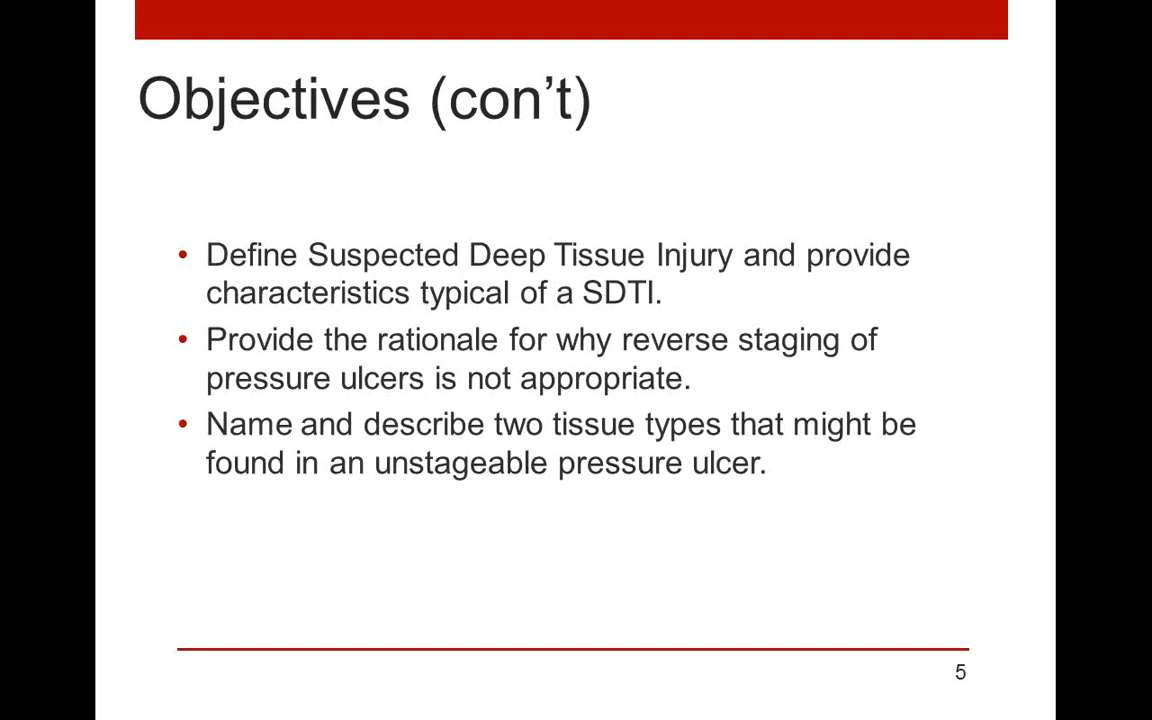 Objectives (con’t)
• Define Suspected Deep Tissue Injury and provide
characteristics typical of a SDTI.
• Provide the rationale for why reverse staging of
pressure ulcers is not appropriate.
• Name and describe two tissue types that might be
found in an unstageable pressure ulcer.
5